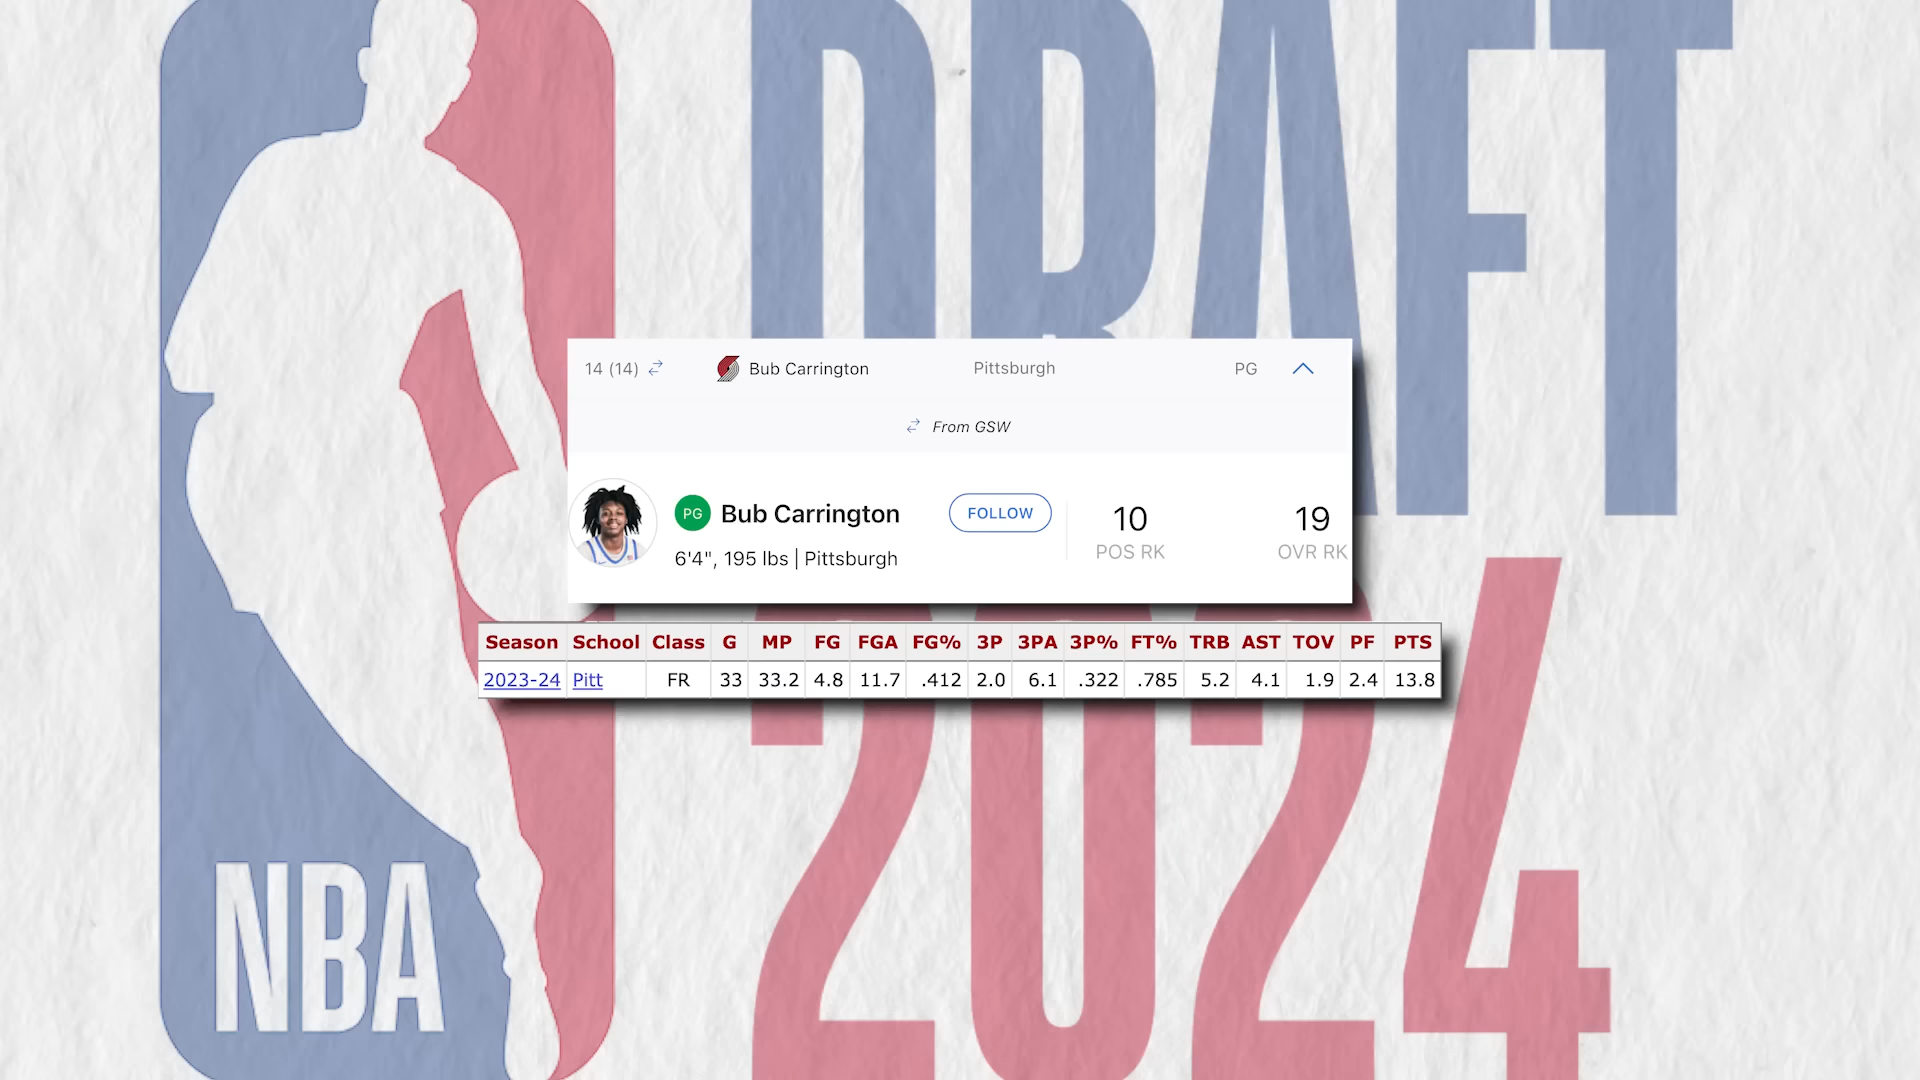 DRAFT
14 (14) Bub Carrington Pittsburgh PG
From GSW
PG Bub Carrington FOLLOW 10 19
6'4", 195 lbs | Pittsburgh POS RK OVR RK
Season School Class G MP FG FGA FG% 3P 3PA 3P% FT% TRB AST TOV PF PTS
2023-24 Pitt FR 33 33.2 4.8 11.7 .412 2.0 6.1 .322 .785 5.2 4.1 1.9 2.4 13.8
2024
NBA